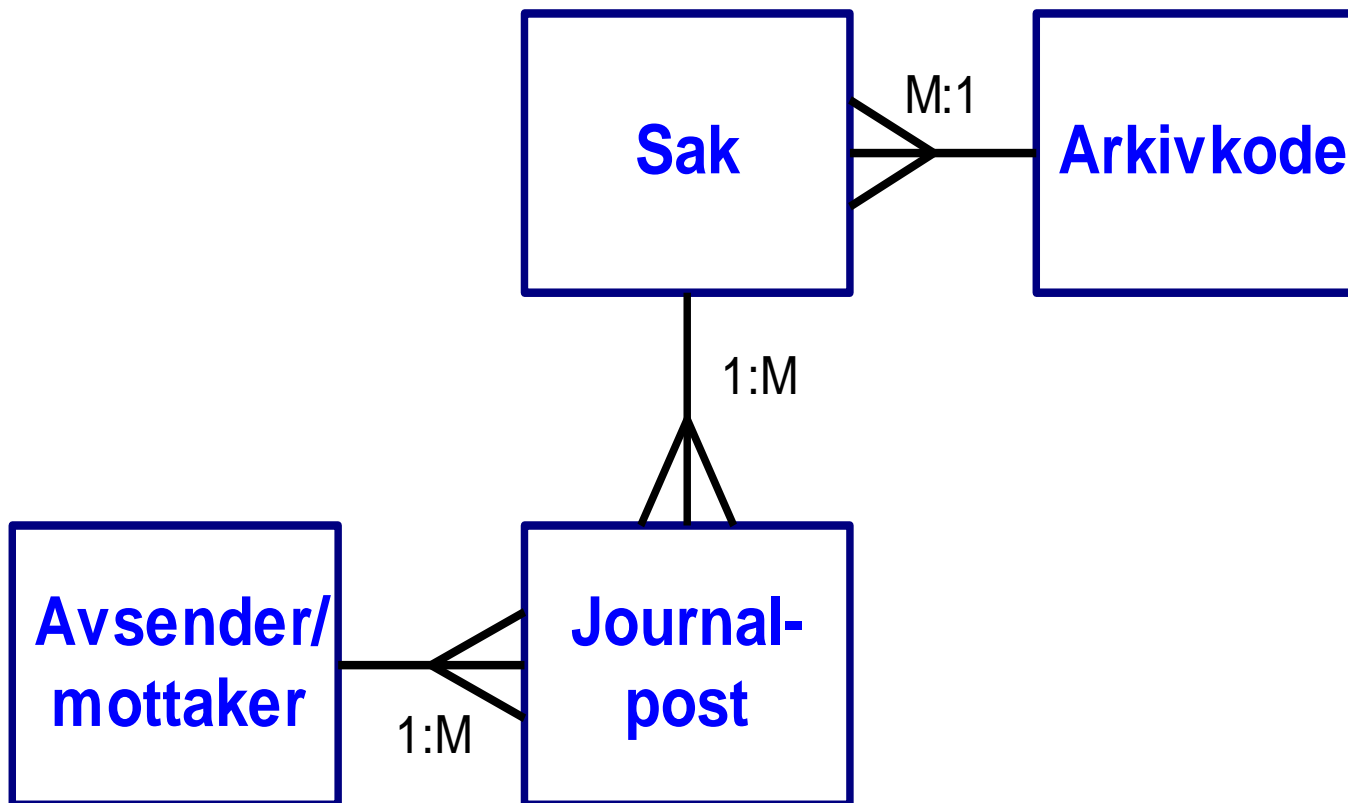 Sak
M:1
Arkivkode
1:M
Avsender/
mottaker
1:M
Journal-
post